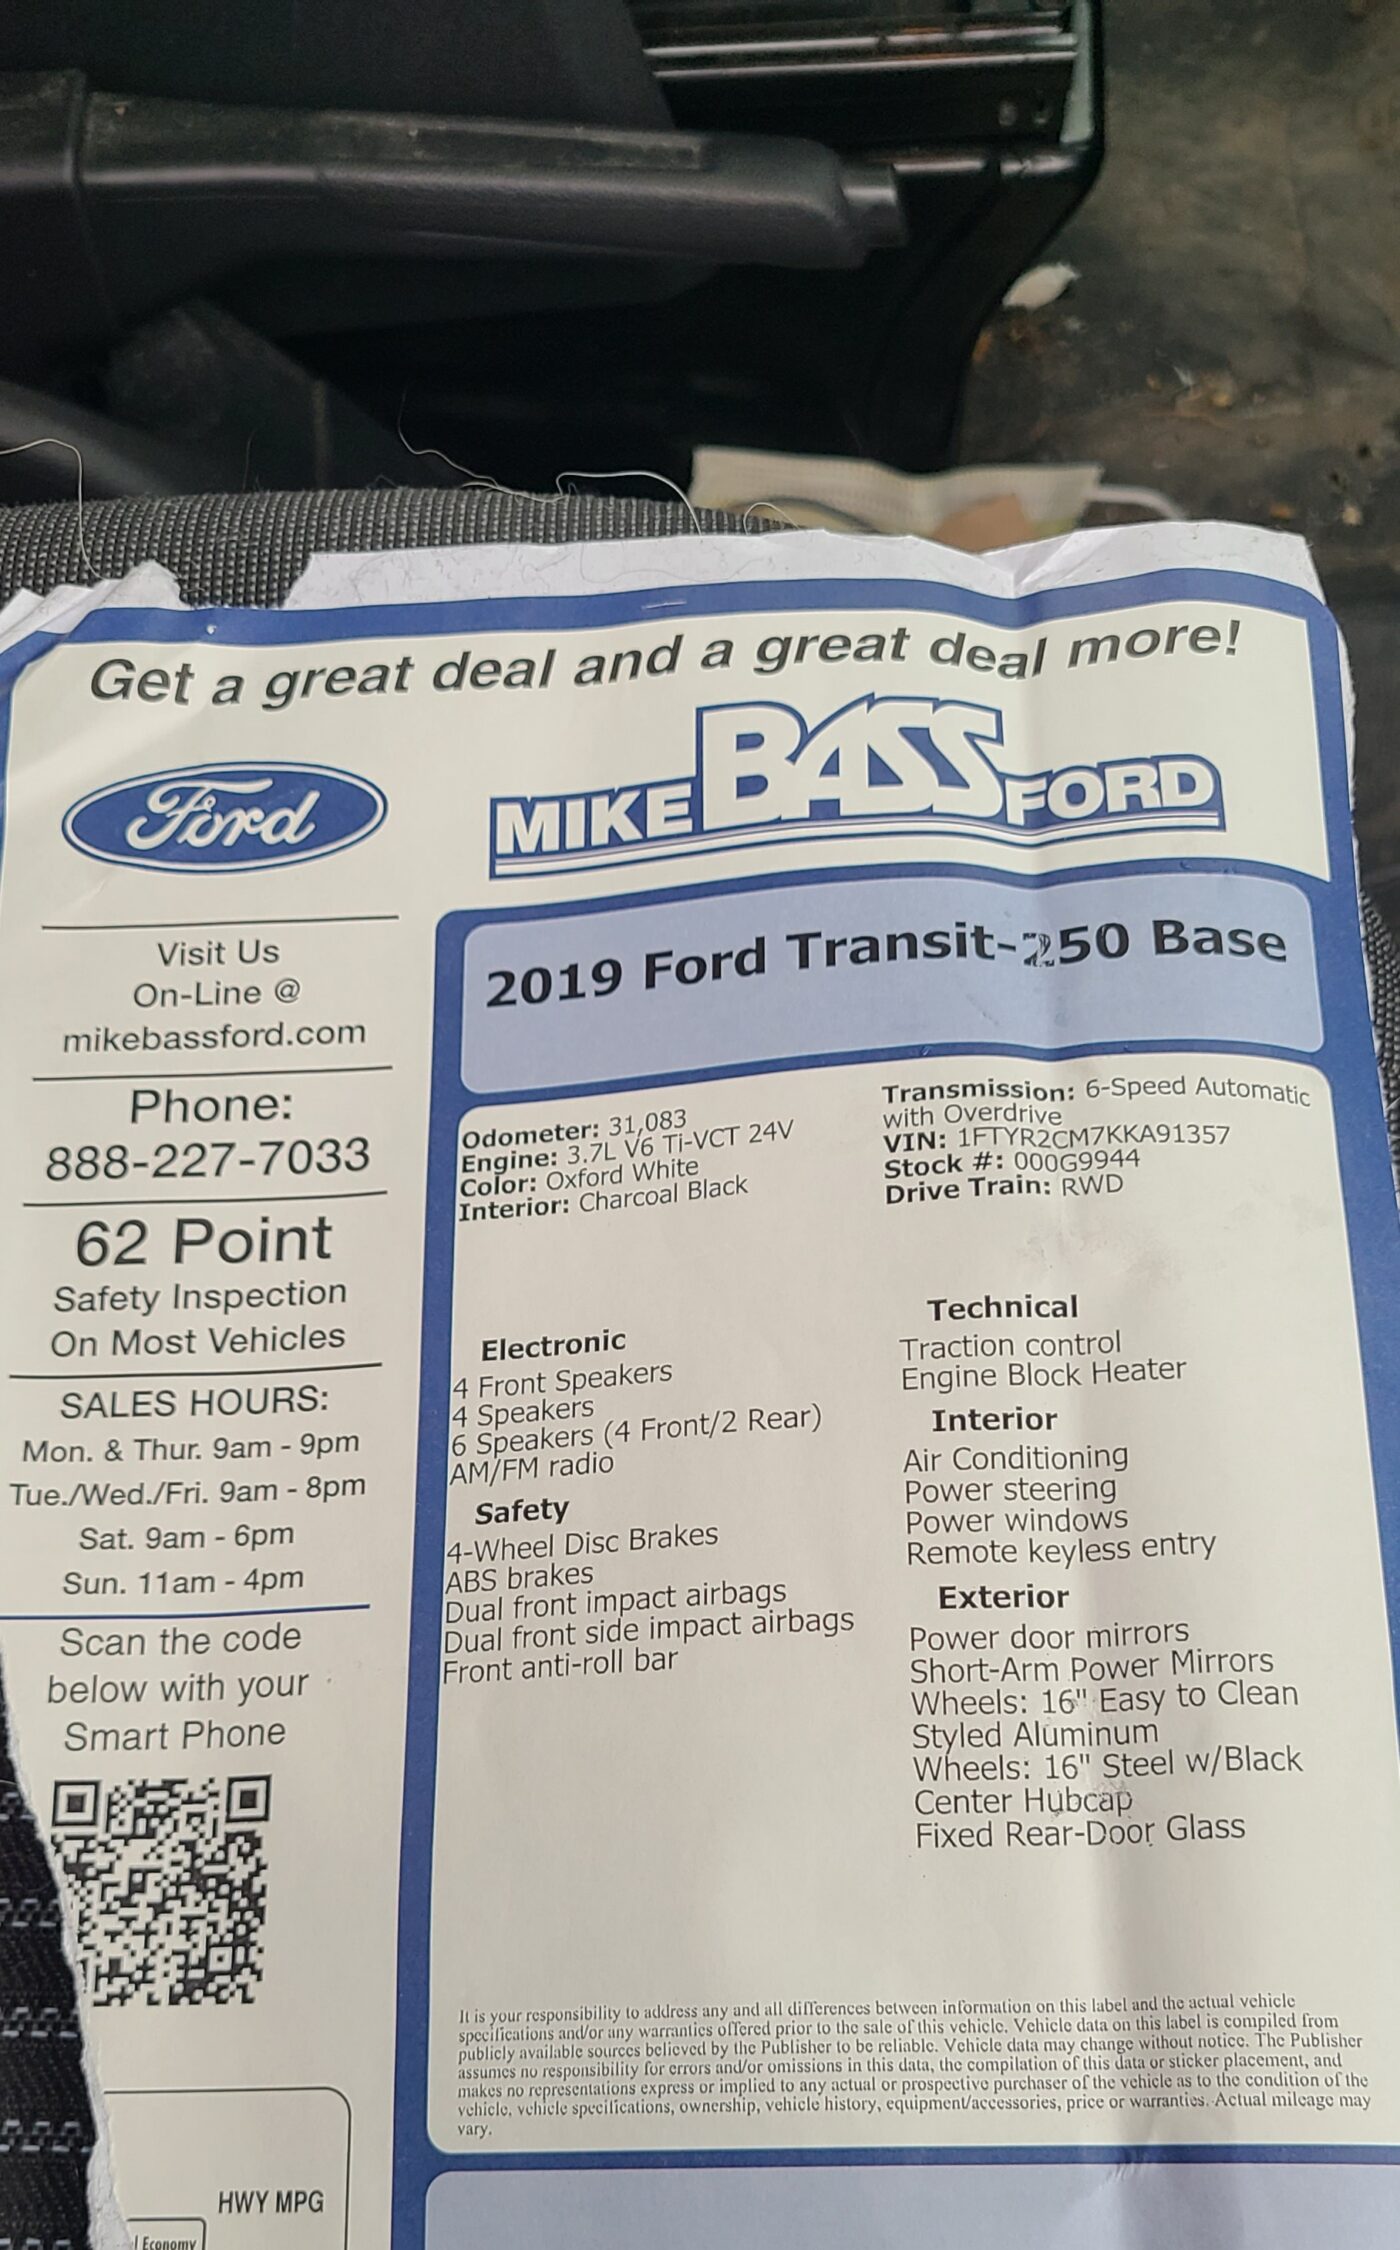 Get a great deal and a great deal more!
Ford
MIKE BASS FORD
Visit Us
On-Line @
mikebassford.com
Phone:
888-227-7033
62 Point
Safety Inspection
On Most Vehicles
SALES HOURS:
Mon. & Thur. 9am - 9pm
Tue./Wed./Fri. 9am - 8pm
Sat. 9am - 6pm
Sun. 11am - 4pm
Scan the code
below with your
Smart Phone
HWY MPG
Economy
2019 Ford Transit-250 Base
Odometer: 31,083
Engine: 3.7L V6 Ti-VCT 24V
Color: Oxford White
Interior: Charcoal Black
Transmission: 6-Speed Automatic
with Overdrive
VIN: 1FTYR2CM7KKA91357
Stock #: 000G9944
Drive Train: RWD
Electronic
4 Front Speakers
4 Speakers
6 Speakers (4 Front/2 Rear)
AM/FM radio
Safety
4-Wheel Disc Brakes
ABS brakes
Dual front impact airbags
Dual front side impact airbags
Front anti-roll bar
Technical
Traction control
Engine Block Heater
Interior
Air Conditioning
Power steering
Power windows
Remote keyless entry
Exterior
Power door mirrors
Short-Arm Power Mirrors
Wheels: 16" Easy to Clean
Styled Aluminum
Wheels: 16" Steel w/Black
Center Hubcap
Fixed Rear-Door Glass
It is your responsibility to address any and all differences between information on this label and the actual vehicle
specifications and/or any warranties offered prior to the sale of this vehicle. Vehicle data on this label is compiled from
publicly available sources believed by the Publisher to be reliable. Vehicle data may change without notice. The Publisher
assumes no responsibility for errors and/or omissions in this data, the compilation of this data or sticker placement, and
makes no representations express or implied to any actual or prospective purchaser of the vehicle as to the condition of the
vehicle, vehicle specifications, ownership, vehicle history, equipment/accessories, price or warranties. Actual mileage may
vary.